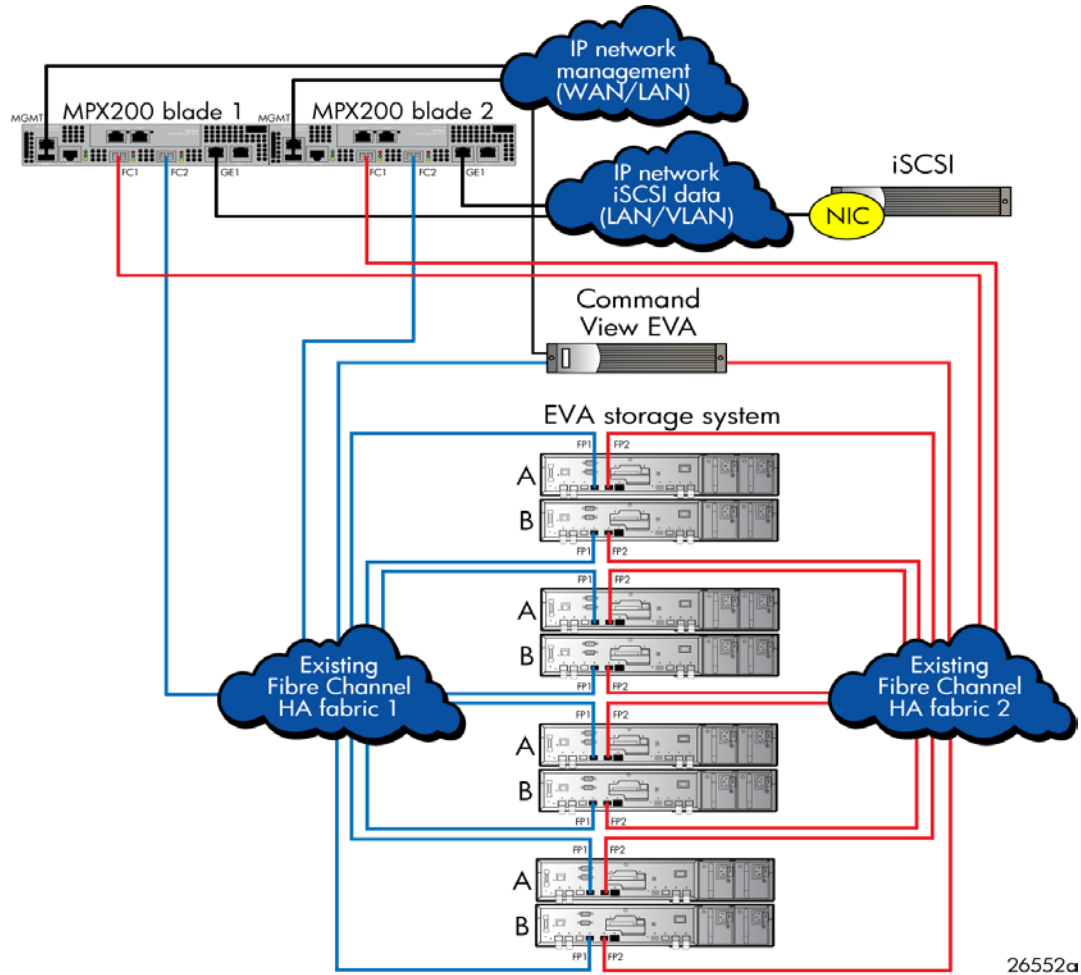 IP network
management
(WAN/LAN)
MGMT
MPX200 blade 1
MGMT
MPX200 blade 2
FC1
FC2
GE1
FC1
FC2
GE1
IP network
iSCSI data
(LAN/VLAN)
NIC
iSCSI
Command
View EVA
EVA storage system
FP1
FP2
A
B
FP1
FP2
FP1
FP2
A
B
Existing
Fibre Channel
HA fabric 1
Existing
Fibre Channel
HA fabric 2
FP1
FP2
FP1
FP2
A
B
FP1
FP2
FP1
FP2
A
B
FP1
FP2
26552a